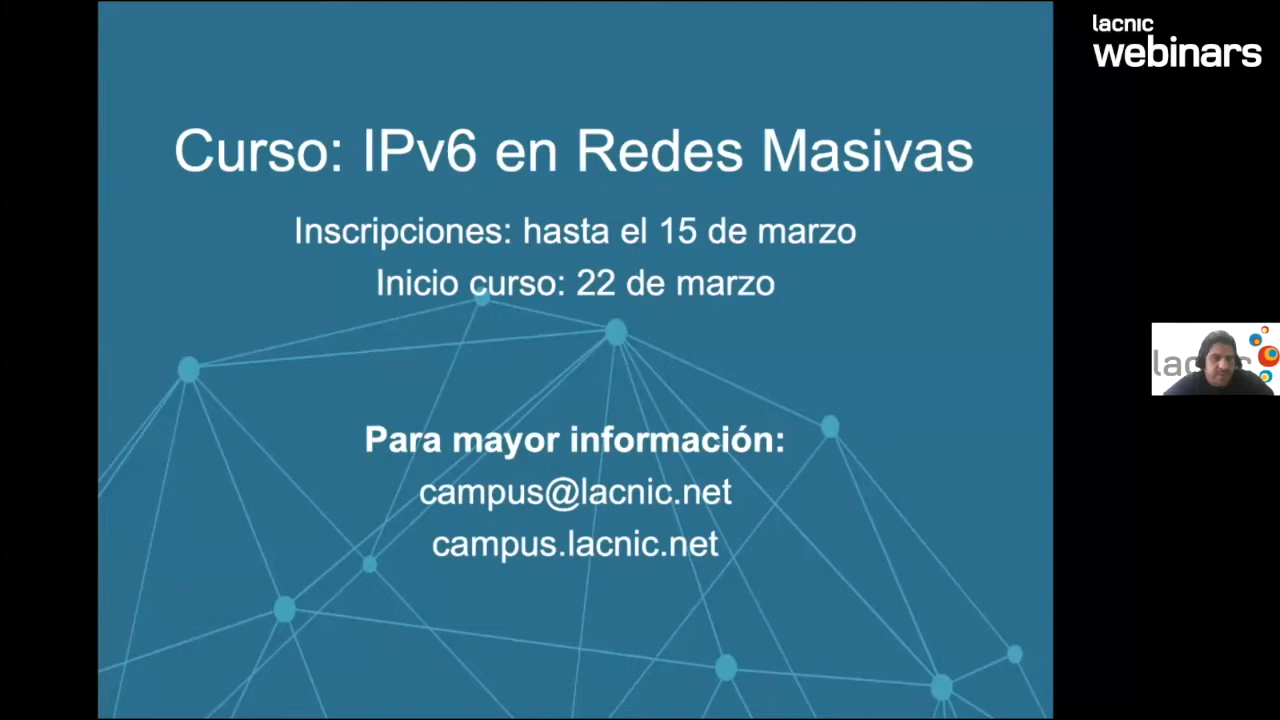 lacnic
webinars
Curso: IPv6 en Redes Masivas
Inscripciones: hasta el 15 de marzo
Inicio curso: 22 de marzo
Para mayor información:
campus@lacnic.net
campus.lacnic.net